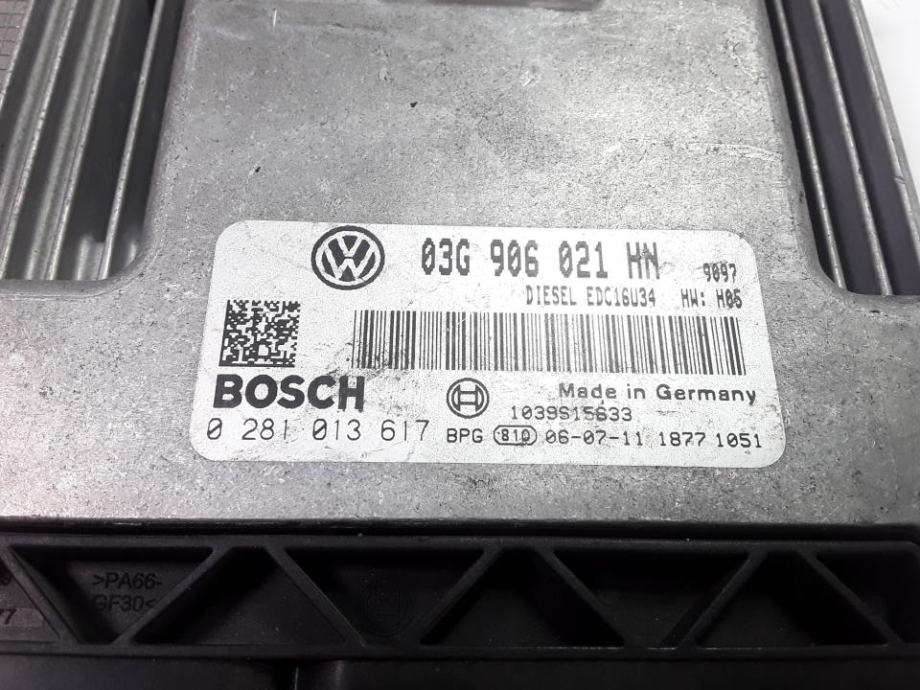 03G 906 021 HN 9097
DIESEL EDC16U34 HW: H05
BOSCH
Made in Germany
1039S15633
0 281 013 617 BPG 810 06-07-11 1877 1051
>PA66-
GF30<